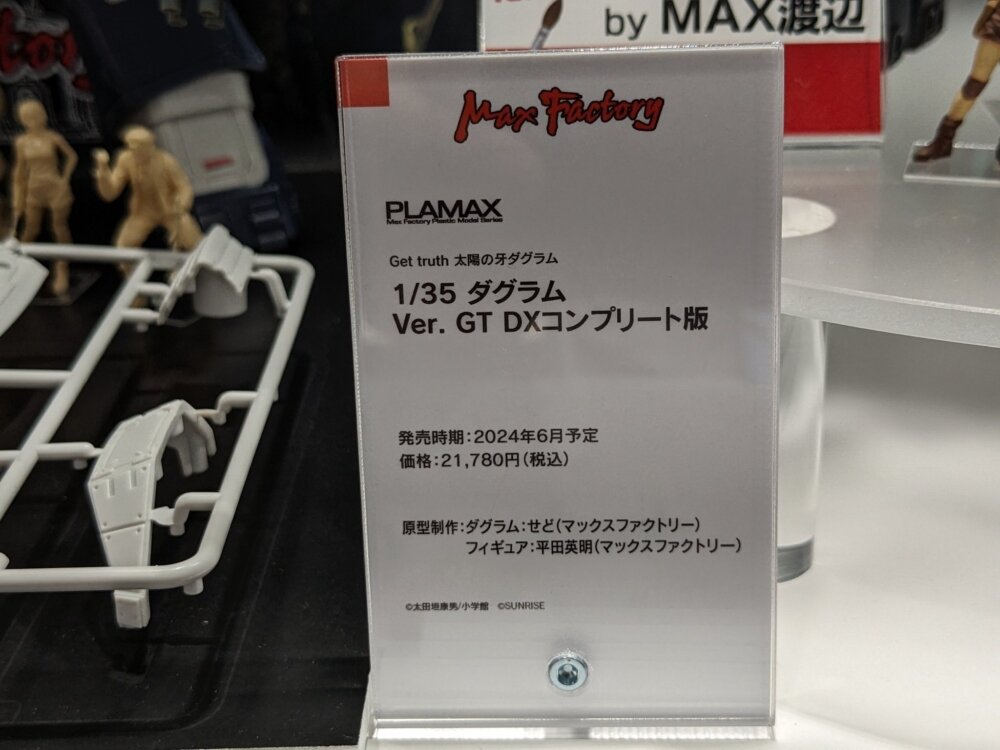 by MAX渡辺
Max Factory
PLAMAX
Max Factory Plastic Model Series
Get truth 太陽の牙ダグラム
1/35 ダグラム
Ver. GT DXコンプリート版
発売時期：2024年6月予定
価格：21,780円（税込）
原型制作：ダグラム：せど（マックスファクトリー）
フィギュア：平田英明（マックスファクトリー）
©太田垣康男/小学館 ©SUNRISE